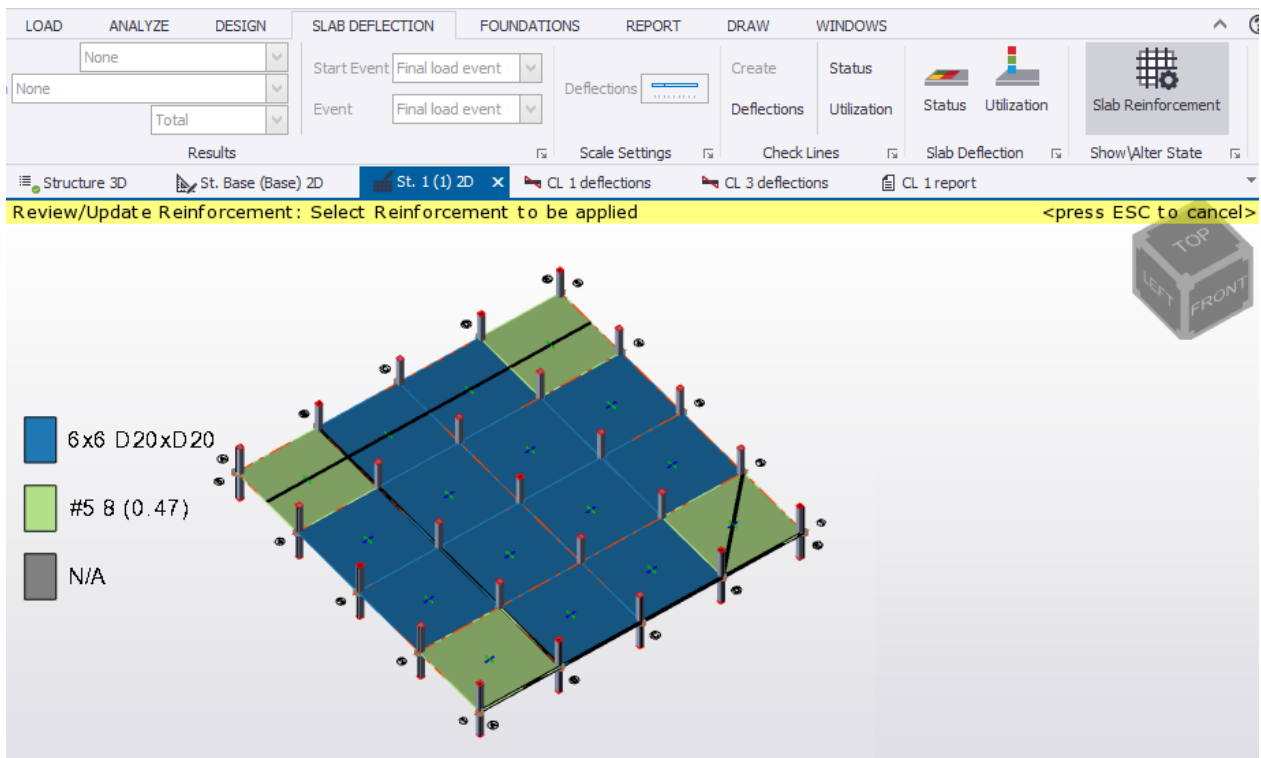 LOAD ANALYZE DESIGN SLAB DEFLECTION FOUNDATIONS REPORT DRAW WINDOWS
None
None
Total
Results
Start Event Final load event
Event Final load event
Deflections
Scale Settings
Create
Deflections
Status
Utilization
Check Lines
Status Utilization
Slab Deflection
Slab Reinforcement
Show\Alter State
Structure 3D St. Base (Base) 2D St. 1 (1) 2D CL 1 deflections CL 3 deflections CL 1 report
Review/Update Reinforcement: Select Reinforcement to be applied <press ESC to cancel>
TOP
LEFT
FRONT
6x6 D20xD20
#5 8 (0.47)
N/A